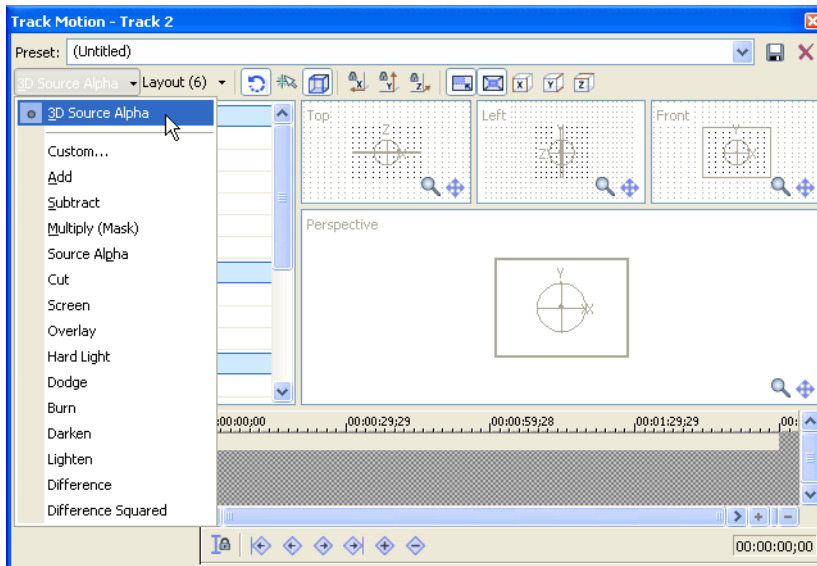 Track Motion - Track 2
Preset: (Untitled)
3D Source Alpha Layout (6) X Y Z X Y Z
3D Source Alpha
Custom...
Add
Subtract
Multiply (Mask)
Source Alpha
Cut
Screen
Overlay
Hard Light
Dodge
Burn
Darken
Lighten
Difference
Difference Squared
Top
Z
X
Left
Y
Z
Front
Y
X
Perspective
Y
X
:00:00;00 ,00:00:29;29 ,00:00:59;28 ,00:01:29;29 ,00:
00:00:00;00